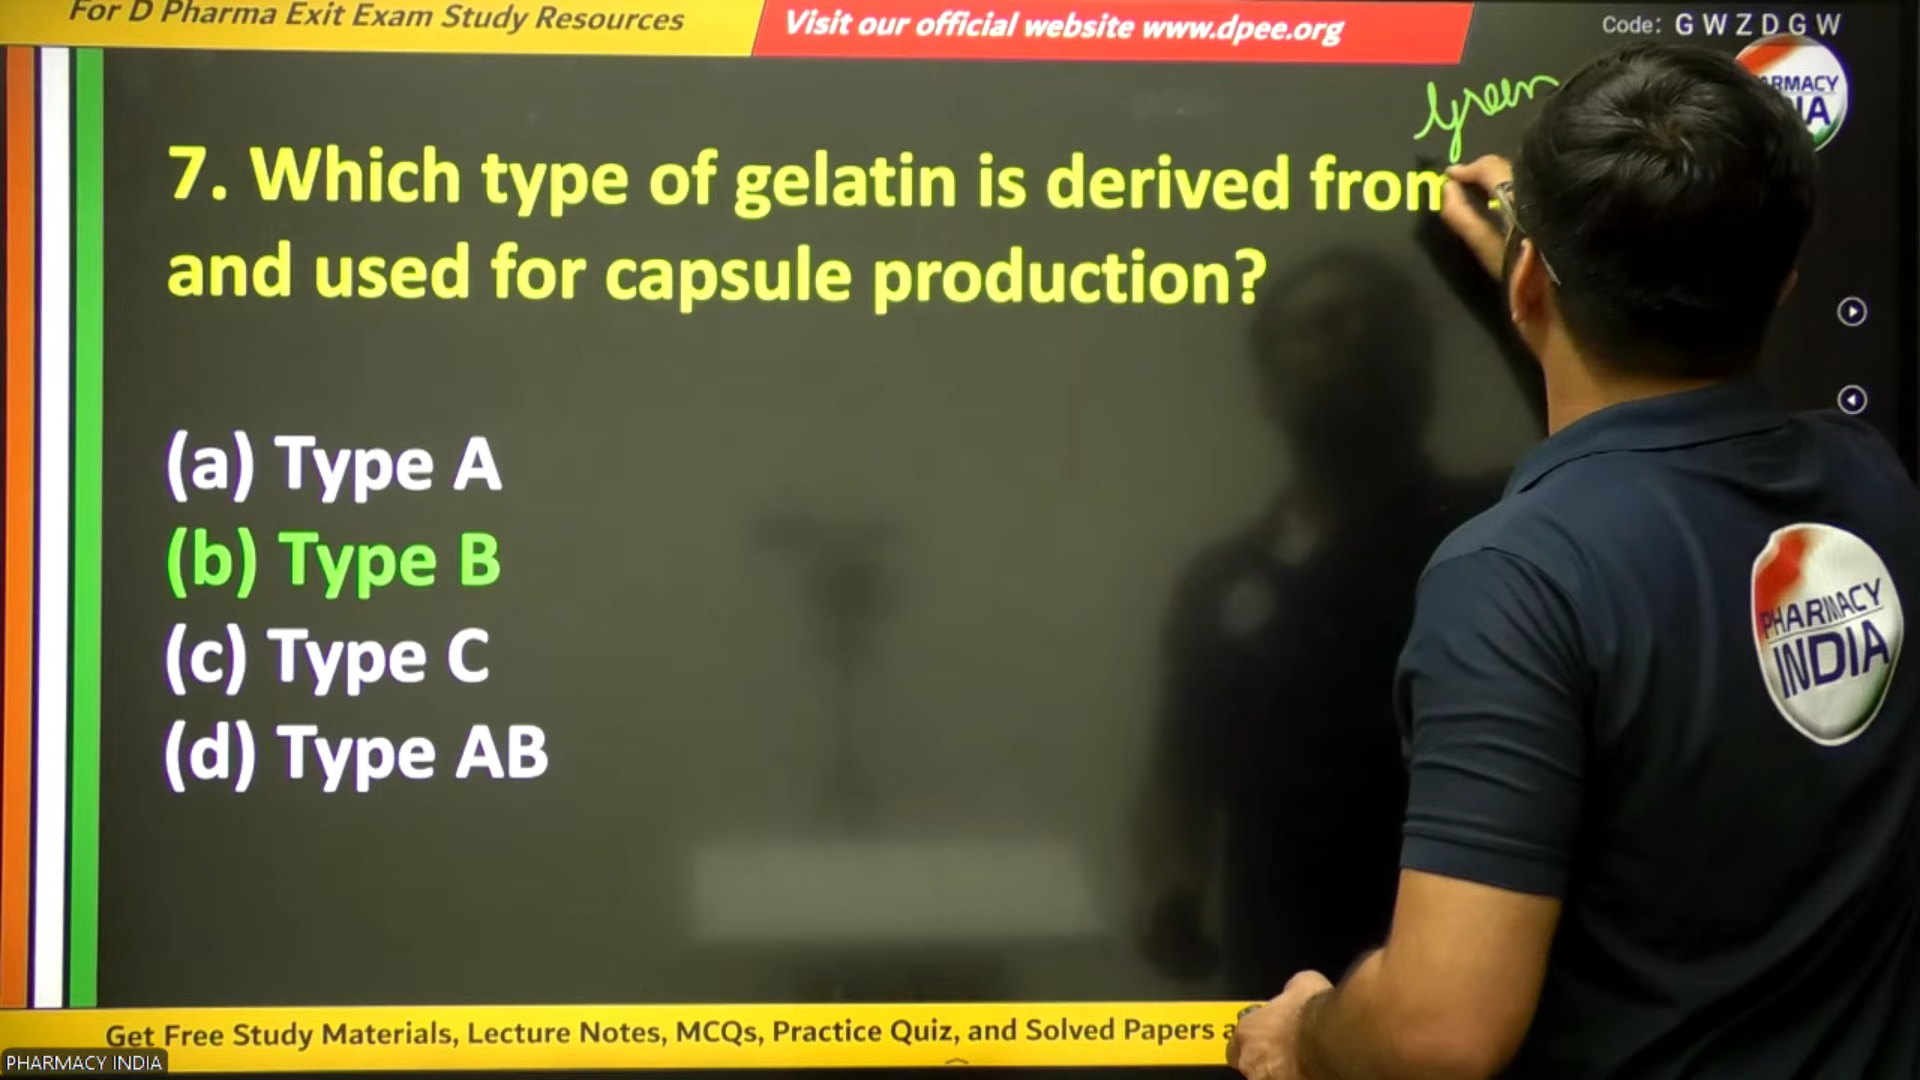 For D Pharma Exit Exam Study Resources
Visit our official website www.dpee.org
Code: G W Z D G W
Green
7. Which type of gelatin is derived from
and used for capsule production?
(a) Type A
(b) Type B
(c) Type C
(d) Type AB
PHARMACY
INDIA
Get Free Study Materials, Lecture Notes, MCQs, Practice Quiz, and Solved Papers
PHARMACY INDIA